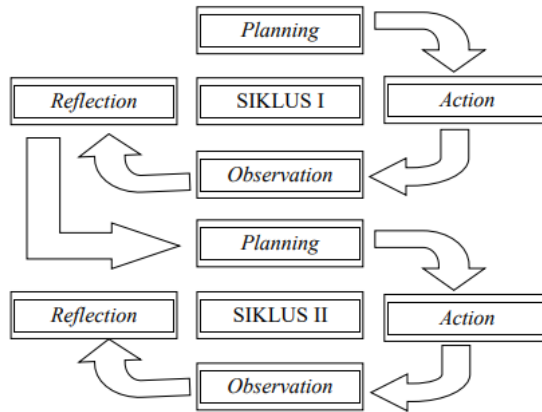 Planning
Reflection
SIKLUS I
Action
Observation
Planning
Reflection
SIKLUS II
Action
Observation